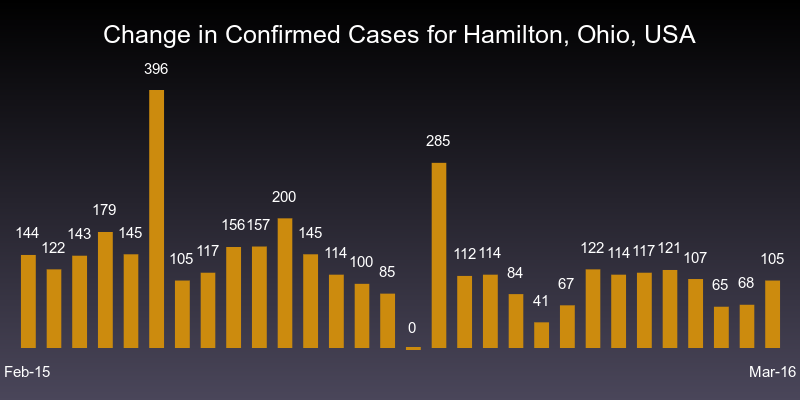 Change in Confirmed Cases for Hamilton, Ohio, USA
396
285
200
179
156 157
144 143 145 145
122 117 114 112 114 122 114 117 121
105 100 107 105
85 84
67 65 68
41
0
Feb-15 Mar-16